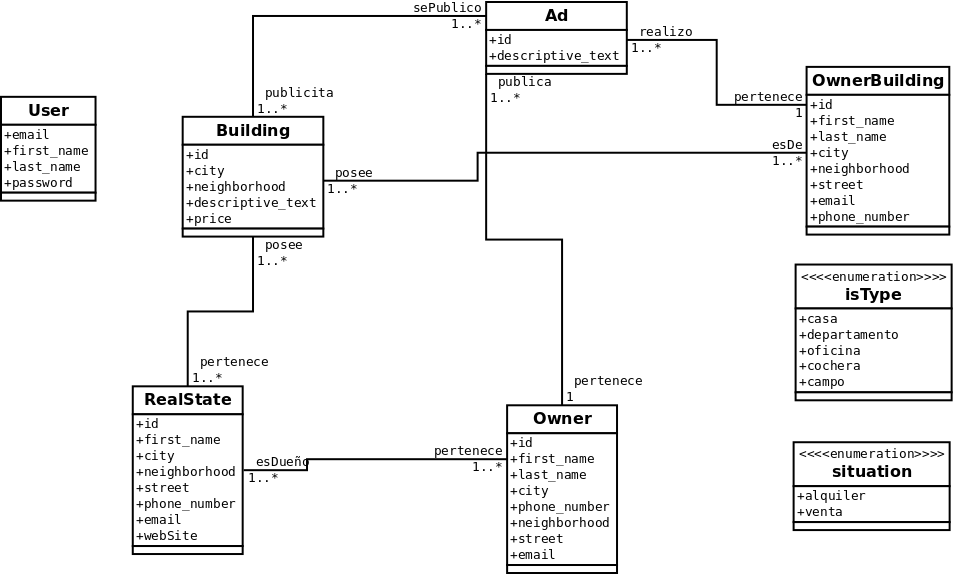 sePublico
1..*
Ad
+id
+descriptive_text
realizo
1..*
publica
1..*
pertenece
1
OwnerBuilding
+id
+first_name
+last_name
+city
+neighborhood
+street
+email
+phone_number
esDe
1..*
User
+email
+first_name
+last_name
+password
publicita
1..*
Building
+id
+city
+neighborhood
+descriptive_text
+price
posee
1..*
posee
1..*
<<<<enumeration>>>>
isType
+casa
+departamento
+oficina
+cochera
+campo
pertenece
1..*
RealState
+id
+first_name
+city
+neighborhood
+street
+phone_number
+email
+webSite
esDueño
1..*
pertenece
1..*
pertenece
1
Owner
+id
+first_name
+last_name
+city
+phone_number
+neighborhood
+street
+email
<<<<enumeration>>>>
situation
+alquiler
+venta